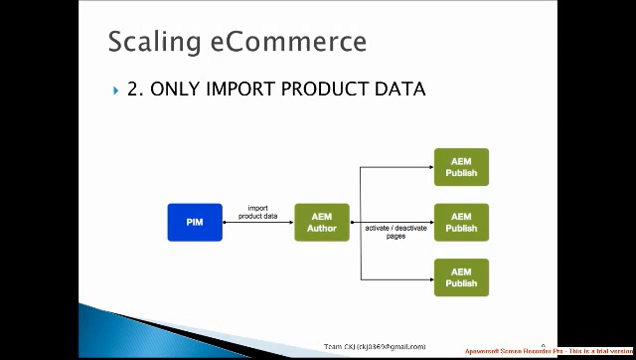 Scaling eCommerce
2. ONLY IMPORT PRODUCT DATA
AEM
Publish
import
product data
PIM
AEM
Author
activate / deactivate
pages
AEM
Publish
AEM
Publish
Team CKJ (ckj0369@gmail.com)
Apowersoft Screen Recorder Pro - This is a trial version